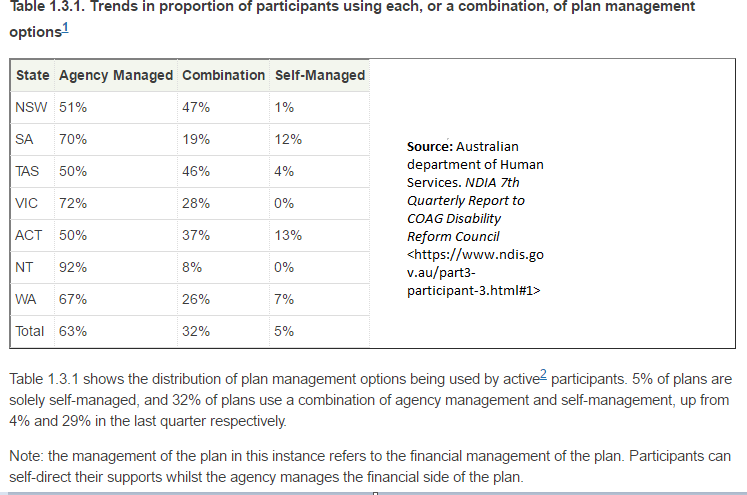 Table 1.3.1. Trends in proportion of participants using each, or a combination, of plan management
options1
State Agency Managed Combination Self-Managed
NSW 51% 47% 1%
SA 70% 19% 12%
TAS 50% 46% 4%
VIC 72% 28% 0%
ACT 50% 37% 13%
NT 92% 8% 0%
WA 67% 26% 7%
Total 63% 32% 5%
Source: Australian
department of Human
Services. NDIA 7th
Quarterly Report to
COAG Disability
Reform Council
<https://www.ndis.go
v.au/part3-
participant-3.html#1>
Table 1.3.1 shows the distribution of plan management options being used by active2 participants. 5% of plans are
solely self-managed, and 32% of plans use a combination of agency management and self-management, up from
4% and 29% in the last quarter respectively.
Note: the management of the plan in this instance refers to the financial management of the plan. Participants can
self-direct their supports whilst the agency manages the financial side of the plan.